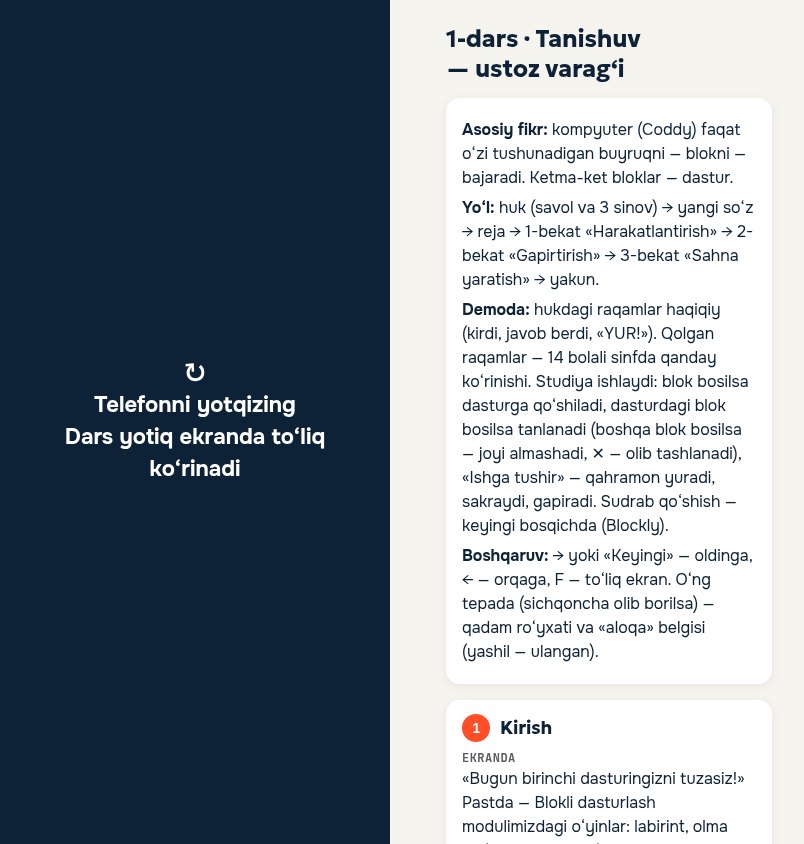 ↻
Telefonni yotqizing
Dars yotiq ekranda to‘liq
ko‘rinadi
1-dars · Tanishuv
— ustoz varag‘i
Asosiy fikr: kompyuter (Coddy) faqat
o‘zi tushunadigan buyruqni — blokni —
bajaradi. Ketma-ket bloklar — dastur.
Yo‘l: huk (savol va 3 sinov) → yangi so‘z
→ reja → 1-bekat «Harakatlantirish» → 2-
bekat «Gapirtirish» → 3-bekat «Sahna
yaratish» → yakun.
Demoda: hukdagi raqamlar haqiqiy
(kirdi, javob berdi, «YUR!»). Qolgan
raqamlar — 14 bolali sinfda qanday
ko‘rinishi. Studiya ishlaydi: blok bosilsa
dasturga qo‘shiladi, dasturdagi blok
bosilsa tanlanadi (boshqa blok bosilsa
— joyi almashadi, ✕ — olib tashlanadi),
«Ishga tushir» — qahramon yuradi,
sakraydi, gapiradi. Sudrab qo‘shish —
keyingi bosqichda (Blockly).
Boshqaruv: → yoki «Keyingi» — oldinga,
← — orqaga, F — to‘liq ekran. O‘ng
tepada (sichqoncha olib borilsa) —
qadam ro‘yxati va «aloqa» belgisi
(yashil — ulangan).
1 Kirish
EKRANDA
«Bugun birinchi dasturingizni tuzasiz!»
Pastda — Blokli dasturlash
modulimizdagi o‘yinlar: labirint, olma